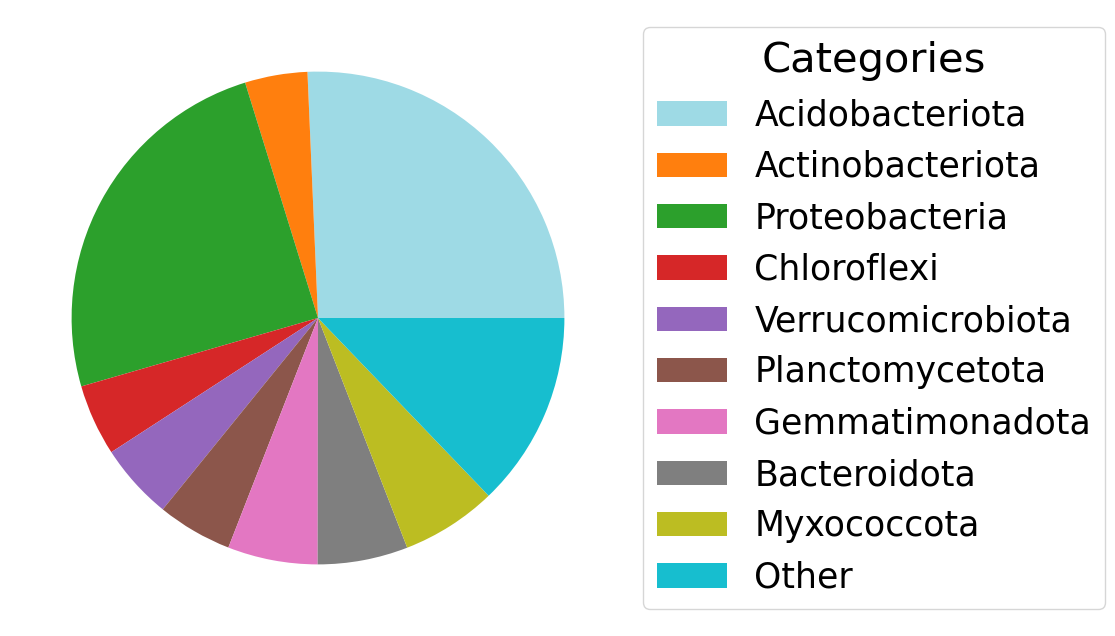 Categories
Acidobacteriota
Actinobacteriota
Proteobacteria
Chloroflexi
Verrucomicrobiota
Planctomycetota
Gemmatimonadota
Bacteroidota
Myxococcota
Other